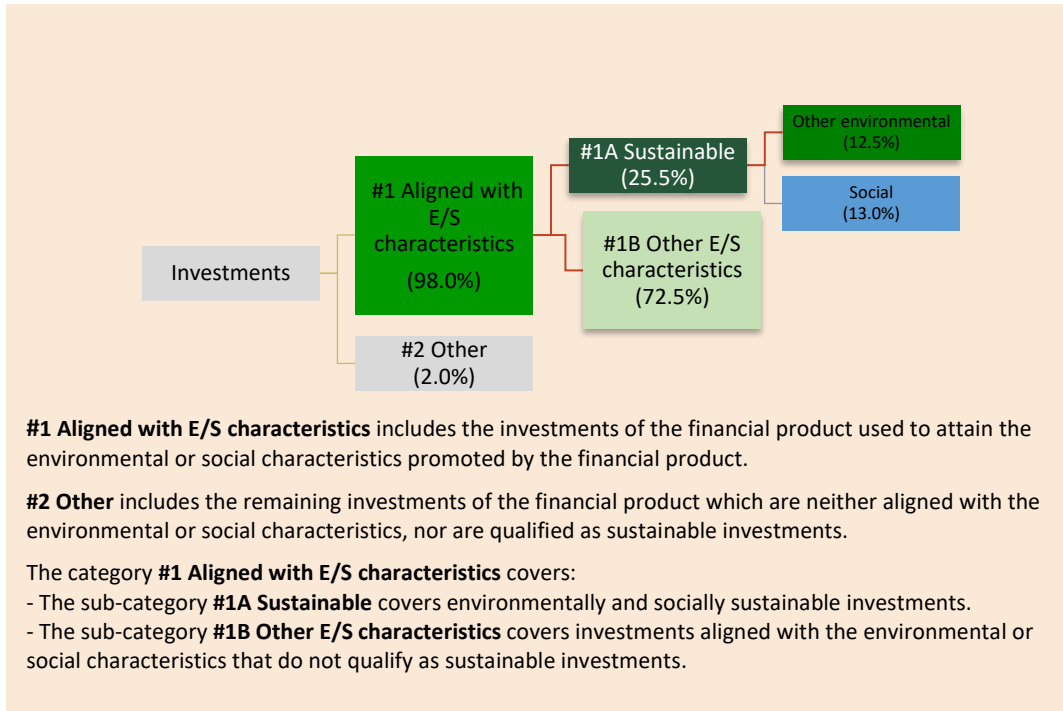 Investments
#1 Aligned with
E/S
characteristics
(98.0%)
#2 Other
(2.0%)
#1A Sustainable
(25.5%)
#1B Other E/S
characteristics
(72.5%)
Other environmental
(12.5%)
Social
(13.0%)
#1 Aligned with E/S characteristics includes the investments of the financial product used to attain the
environmental or social characteristics promoted by the financial product.
#2 Other includes the remaining investments of the financial product which are neither aligned with the
environmental or social characteristics, nor are qualified as sustainable investments.
The category #1 Aligned with E/S characteristics covers:
- The sub-category #1A Sustainable covers environmentally and socially sustainable investments.
- The sub-category #1B Other E/S characteristics covers investments aligned with the environmental or
social characteristics that do not qualify as sustainable investments.